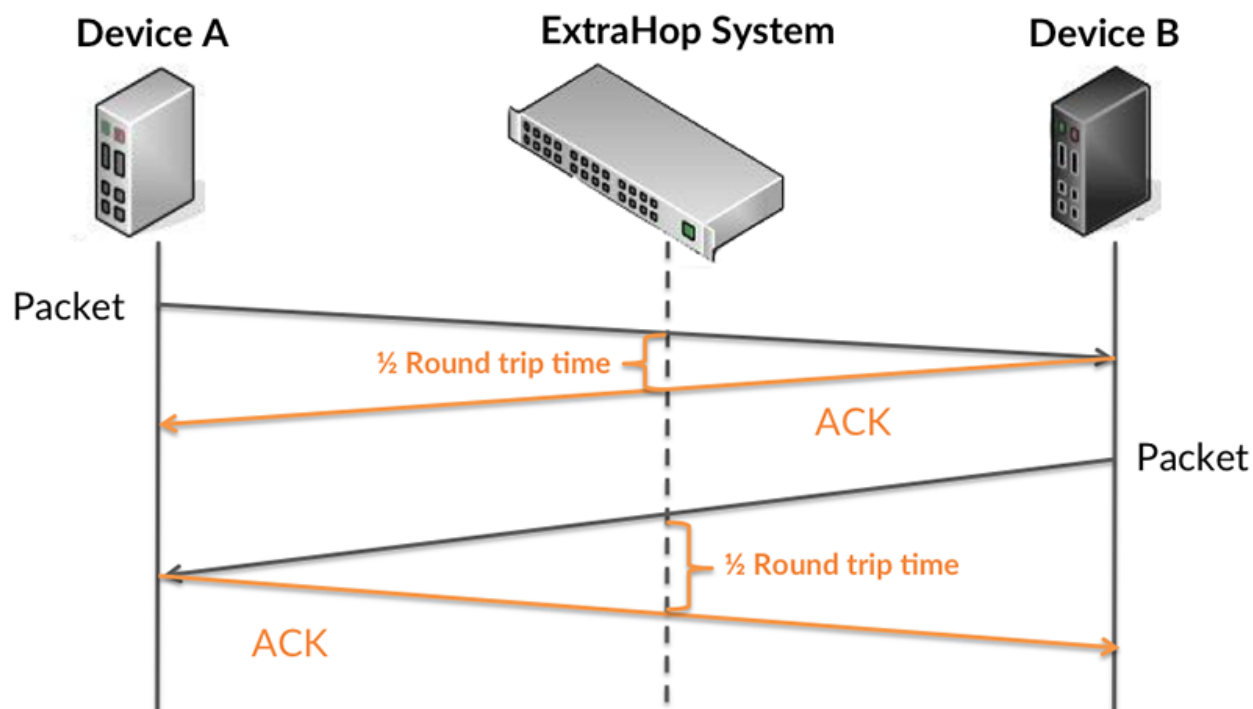 Device A
ExtraHop System
Device B
Packet
½ Round trip time
ACK
Packet
½ Round trip time
ACK